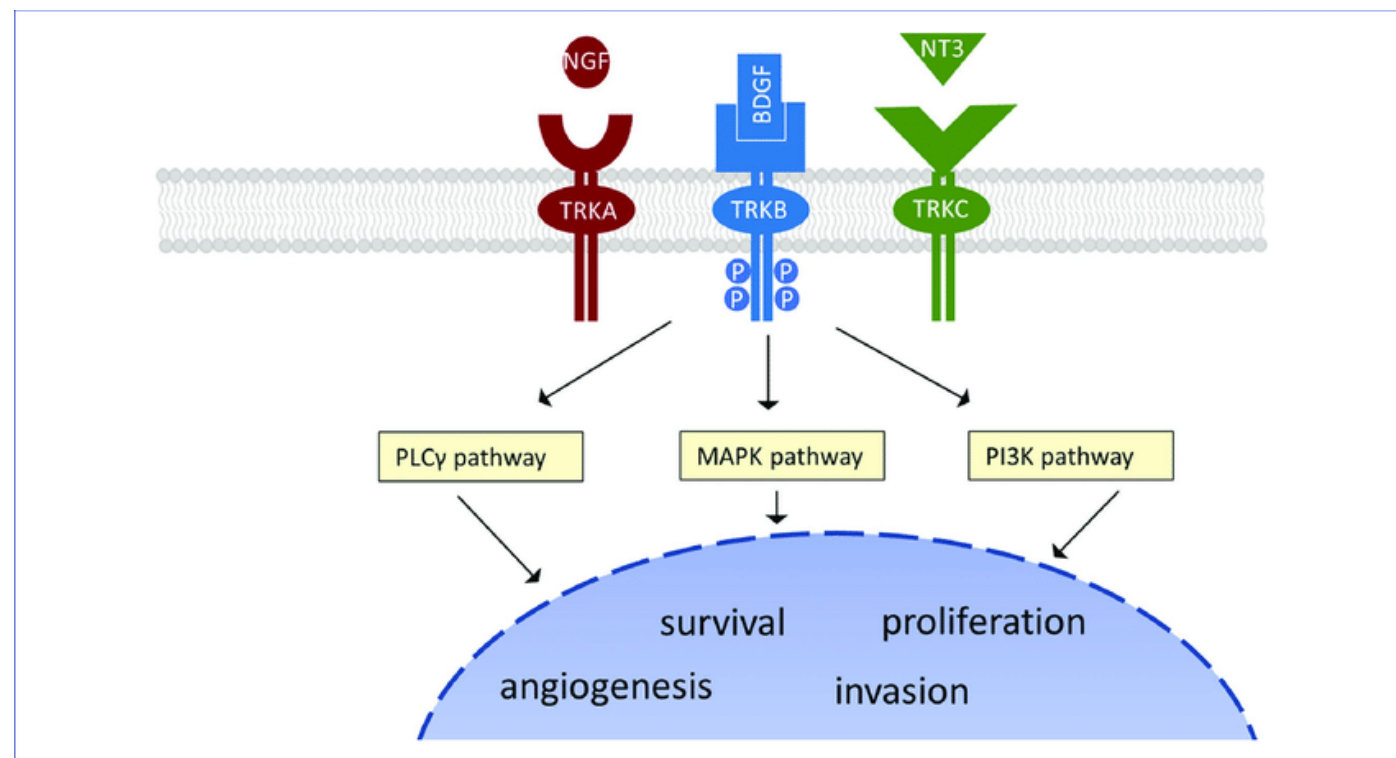 NGF
BDGF
NT3
TRKA
TRKB
TRKC
P
P
P
P
PLCγ pathway
MAPK pathway
PI3K pathway
survival
proliferation
angiogenesis
invasion